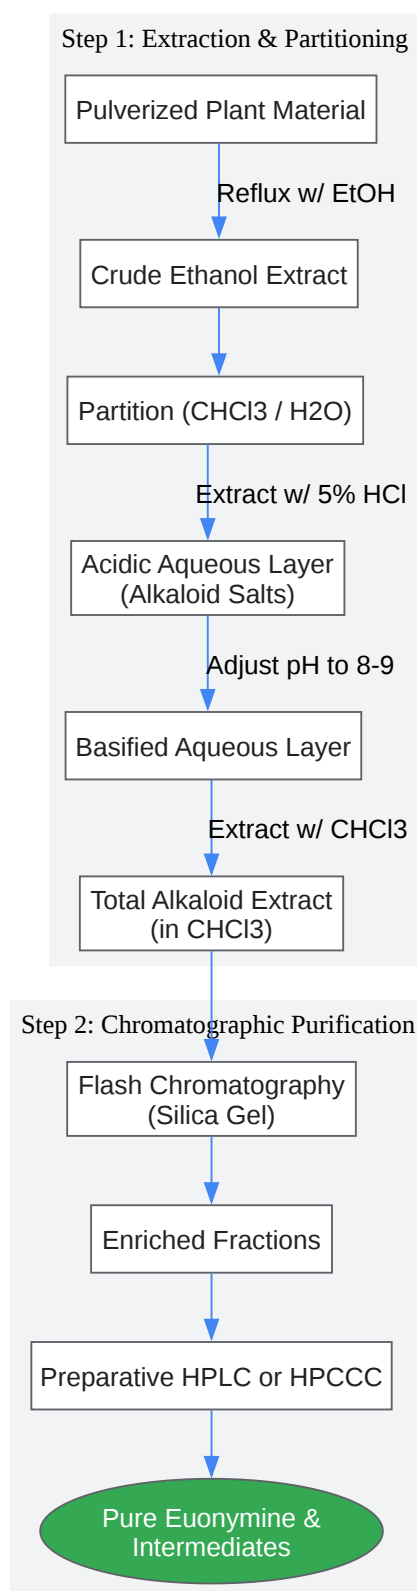 Step 1: Extraction & Partitioning
Pulverized Plant Material
Reflux w/ EtOH
Crude Ethanol Extract
Partition (CHCl3 / H2O)
Extract w/ 5% HCl
Acidic Aqueous Layer
(Alkaloid Salts)
Adjust pH to 8-9
Basified Aqueous Layer
Extract w/ CHCl3
Total Alkaloid Extract
(in CHCl3)
Step 2: Chromatographic Purification
Flash Chromatography
(Silica Gel)
Enriched Fractions
Preparative HPLC or HPCCC
Pure Euonymine &
Intermediates